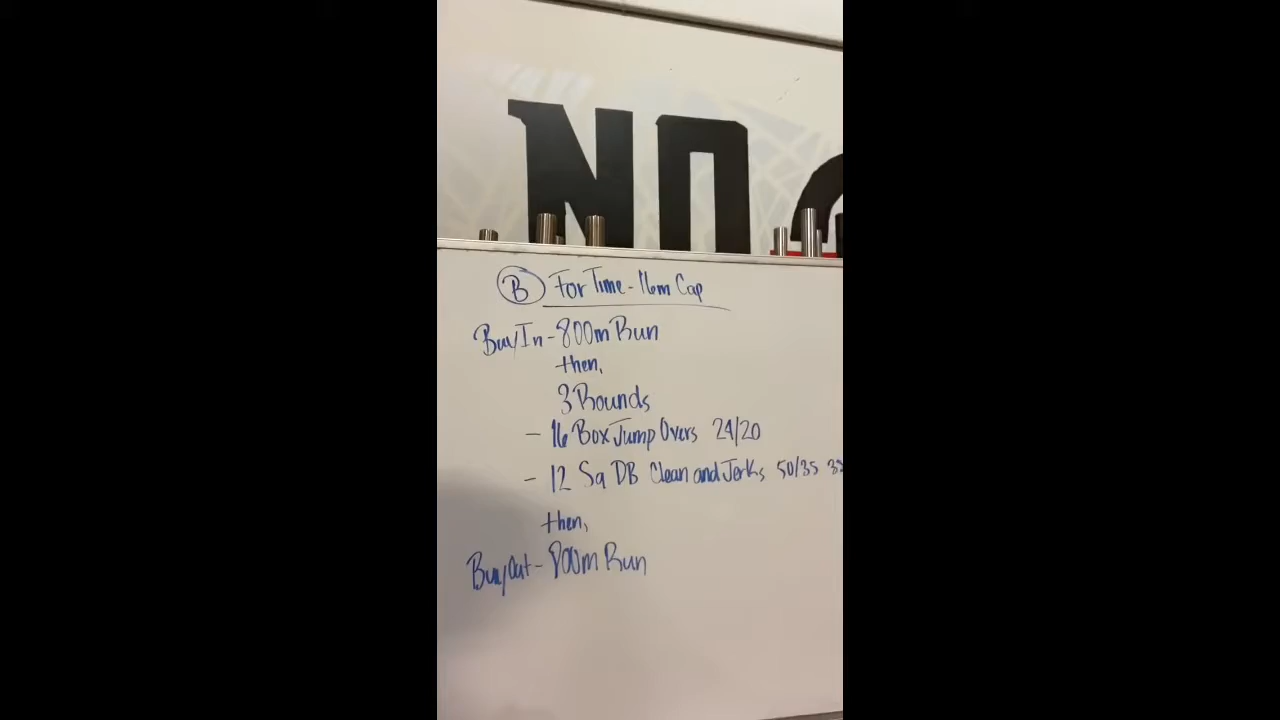 NO
B For Time - 16m Cap
Buy In - 800m Run
then,
3 Rounds
- 16 Box Jump Overs 24/20
- 12 Sq DB Clean and Jerks 50/35
then,
Buy Out - 800m Run